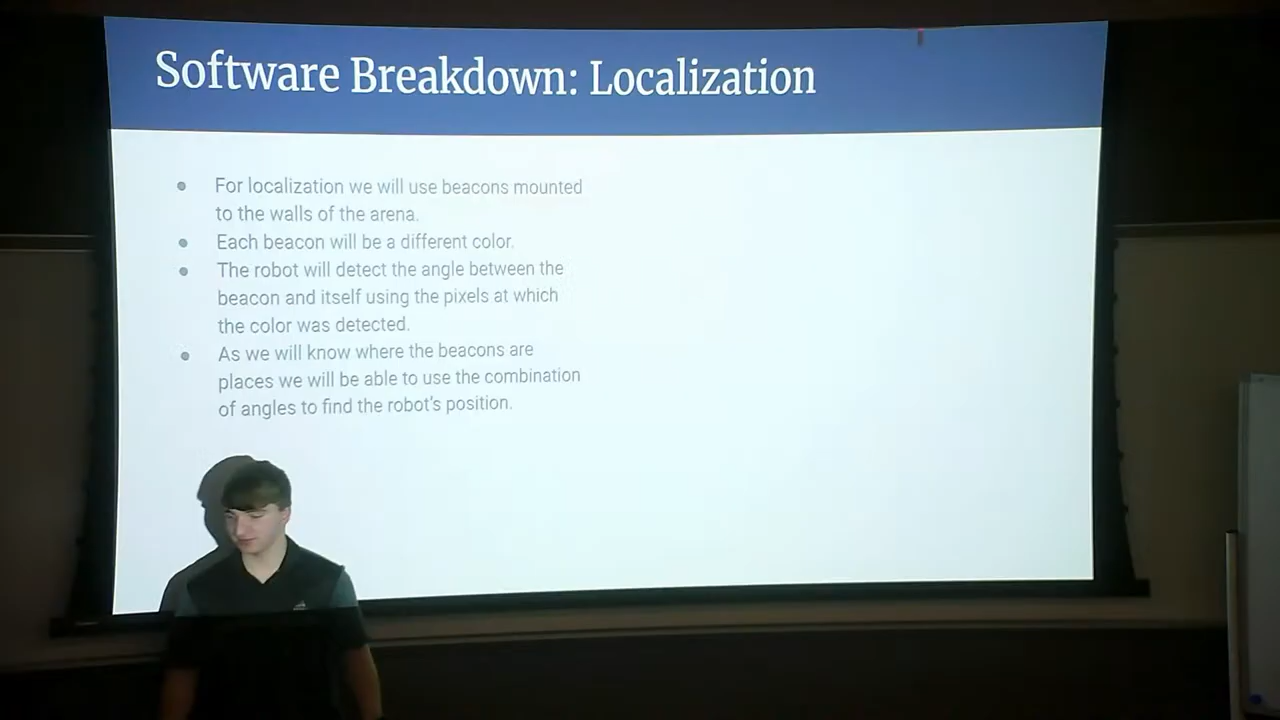 Software Breakdown: Localization
For localization we will use beacons mounted
to the walls of the arena.
Each beacon will be a different color.
The robot will detect the angle between the
beacon and itself using the pixels at which
the color was detected.
As we will know where the beacons are
places we will be able to use the combination
of angles to find the robot's position.